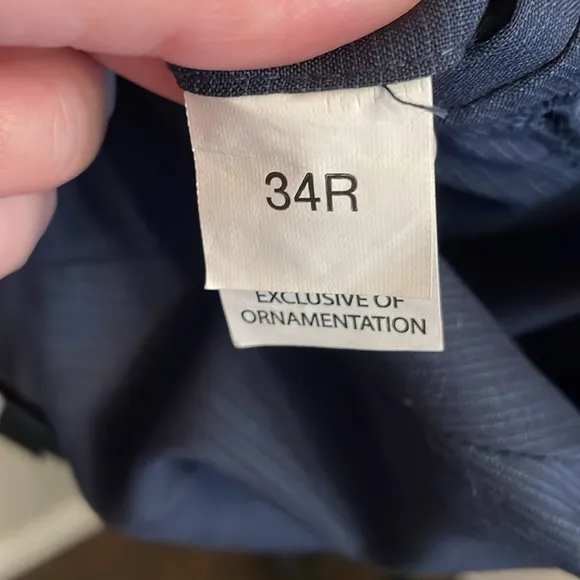 34R
EXCLUSIVE OF
ORNAMENTATION